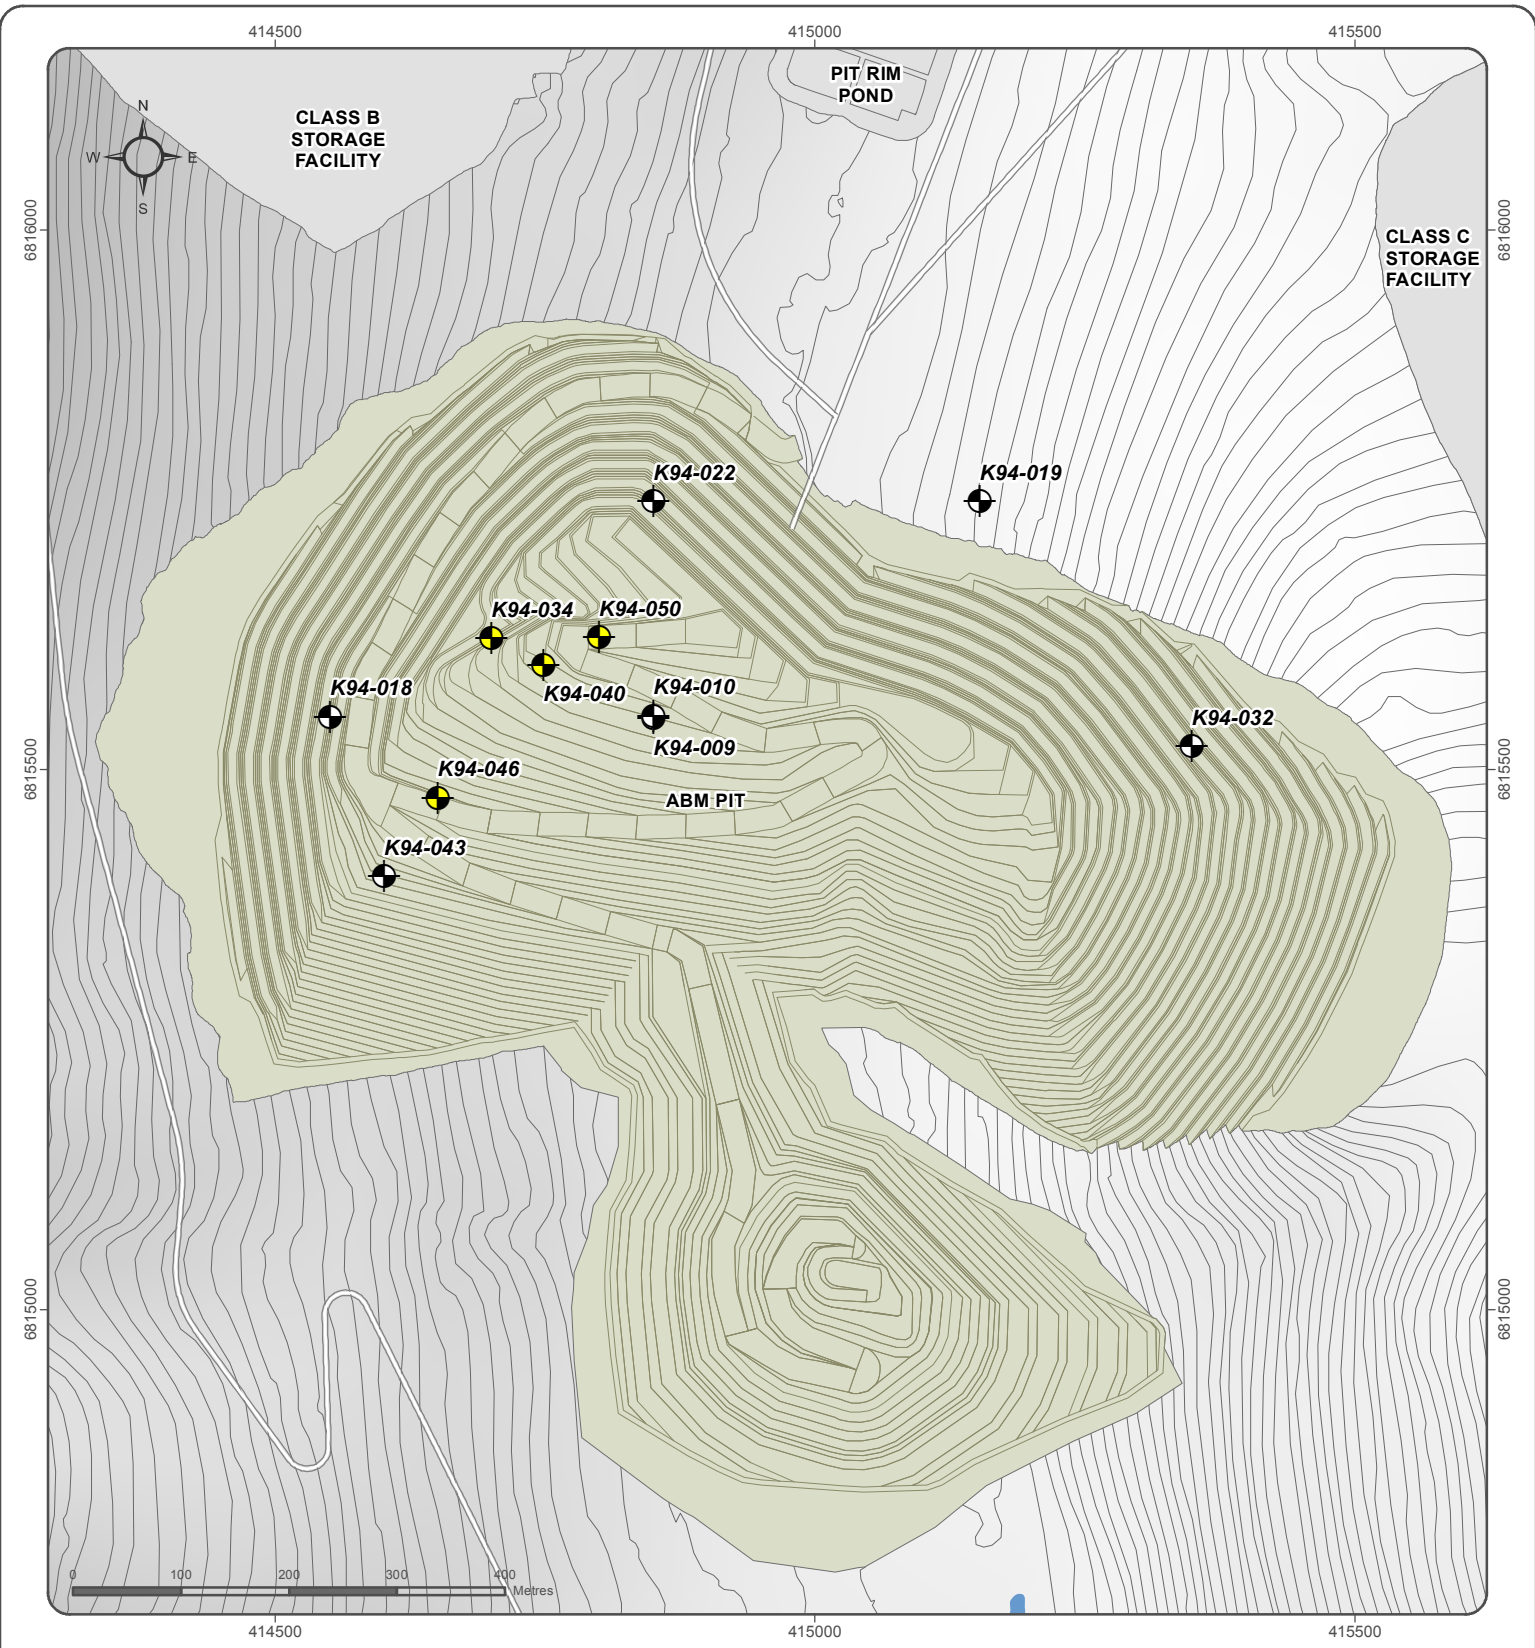 414500
415000
415500
PIT RIM
POND
CLASS B
STORAGE
FACILITY
N
W
E
S
6816000
6816000
CLASS C
STORAGE
FACILITY
K94-022
K94-019
K94-034
K94-050
K94-040
K94-018
K94-010
K94-009
K94-032
K94-046
6815500
6815500
ABM PIT
K94-043
6815000
6815000
0
100
200
300
400
Metres
414500
415000
415500